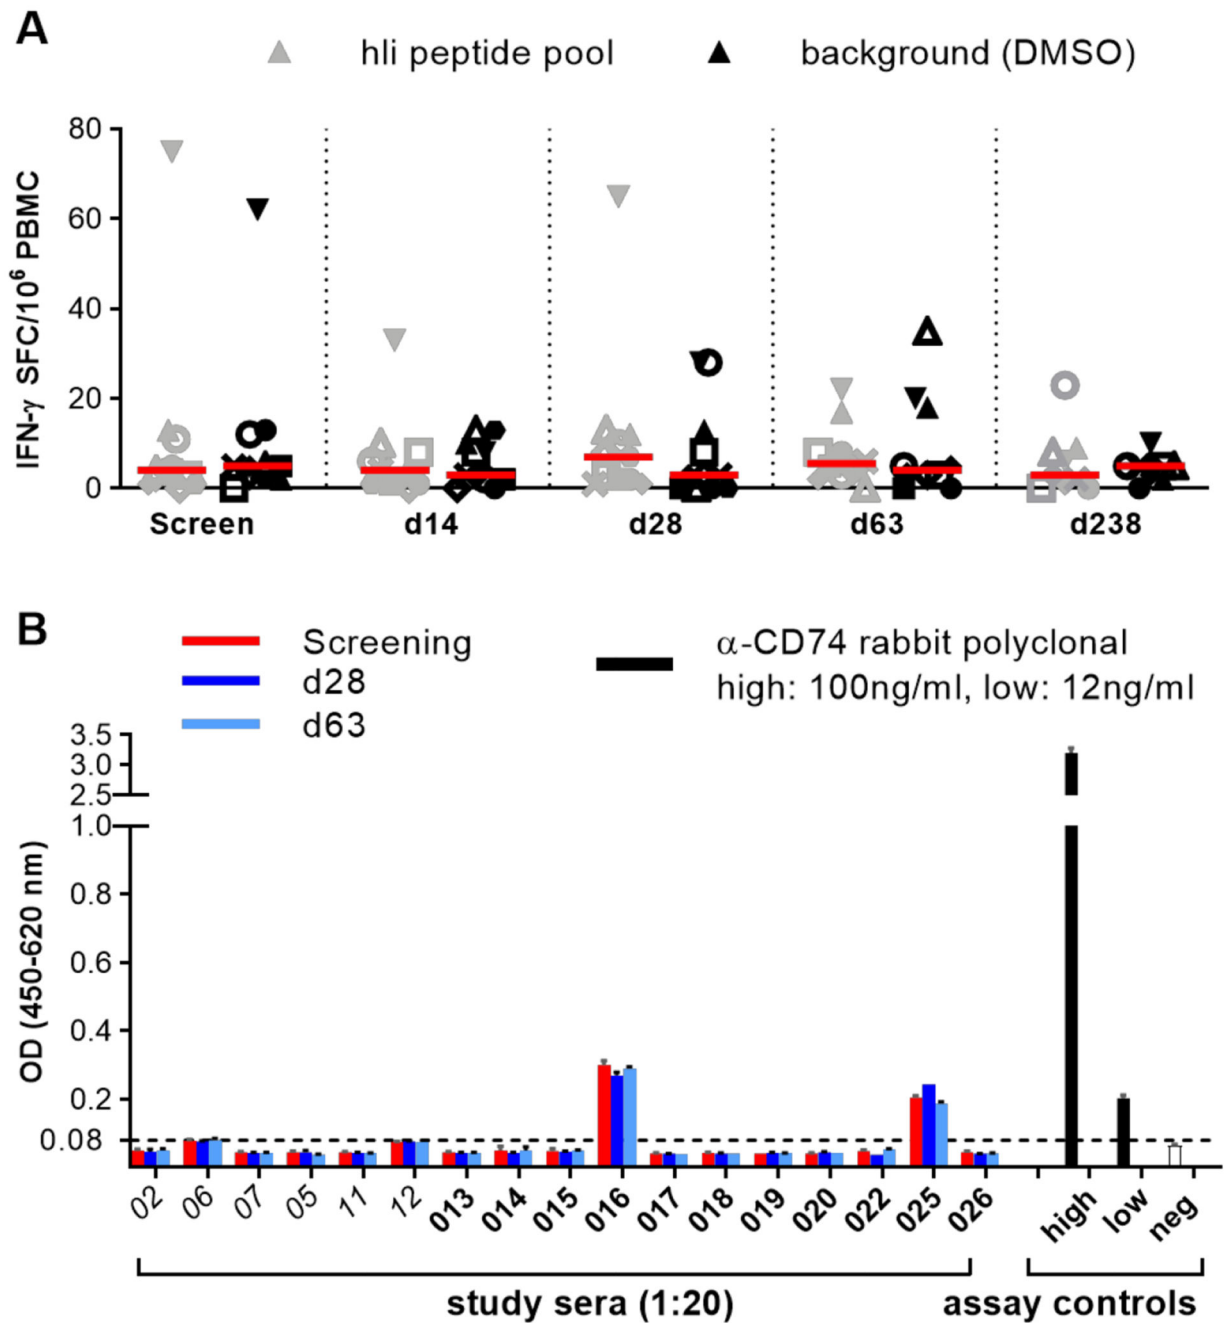 A
hli peptide pool
background (DMSO)
IFN-γ SFC/10⁶ PBMC
80
60
40
20
0
Screen d14 d28 d63 d238
B
Screening
d28
d63
α-CD74 rabbit polyclonal
high: 100ng/ml, low: 12ng/ml
OD (450-620 nm)
3.5
3.0
2.5
1.0
0.8
0.6
0.4
0.2
0.08
02 06 07 05 11 12 013 014 015 016 017 018 019 020 022 025 026 high low neg
study sera (1:20)
assay controls